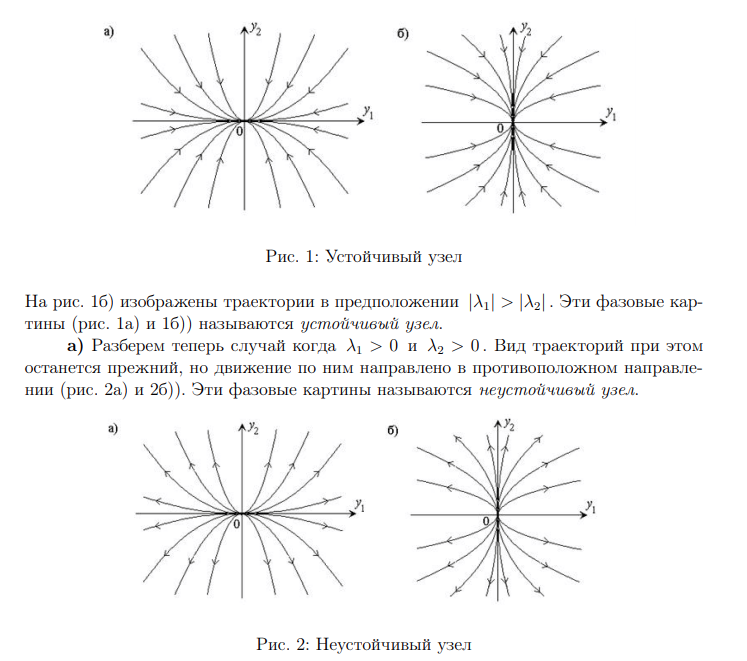 а) y₂ б) y₂
y₁ y₁
0 0
Рис. 1: Устойчивый узел
На рис. 1б) изображены траектории в предположении |λ₁| > |λ₂| . Эти фазовые кар-
тины (рис. 1а) и 1б)) называются устойчивый узел.
а) Разберем теперь случай когда λ₁ > 0 и λ₂ > 0 . Вид траекторий при этом
останется прежний, но движение по ним направлено в противоположном направле-
нии (рис. 2а) и 2б)). Эти фазовые картины называются неустойчивый узел.
а) y₂ б) y₂
y₁ y₁
0 0
Рис. 2: Неустойчивый узел